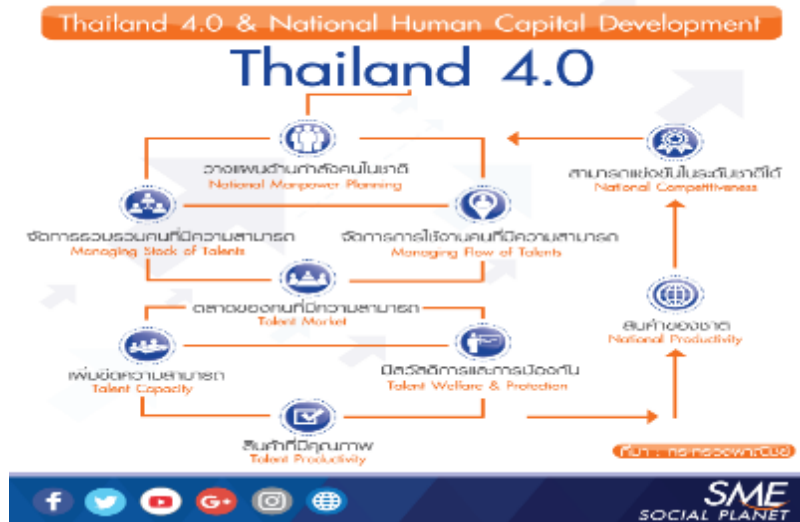 Thailand 4.0 & National Human Capital Development
Thailand 4.0
วางแผนด้านกำลังคนในชาติ
National Manpower Planning
สามารถแข่งขันในระดับชาติได้
National Competitiveness
จัดการรวบรวมคนที่มีความสามารถ
Managing Stock of Talents
จัดการการใช้งานคนที่มีความสามารถ
Managing Flow of Talents
ตลาดของคนที่มีความสามารถ
Talent Market
สินค้าของชาติ
National Productivity
เพิ่มขีดความสามารถ
Talent Capacity
มีสวัสดิการและการป้องกัน
Talent Welfare & Protection
สินค้าที่มีคุณภาพ
Talent Productivity
ที่มา : กระทรวงพาณิชย์
SME
SOCIAL PLANET